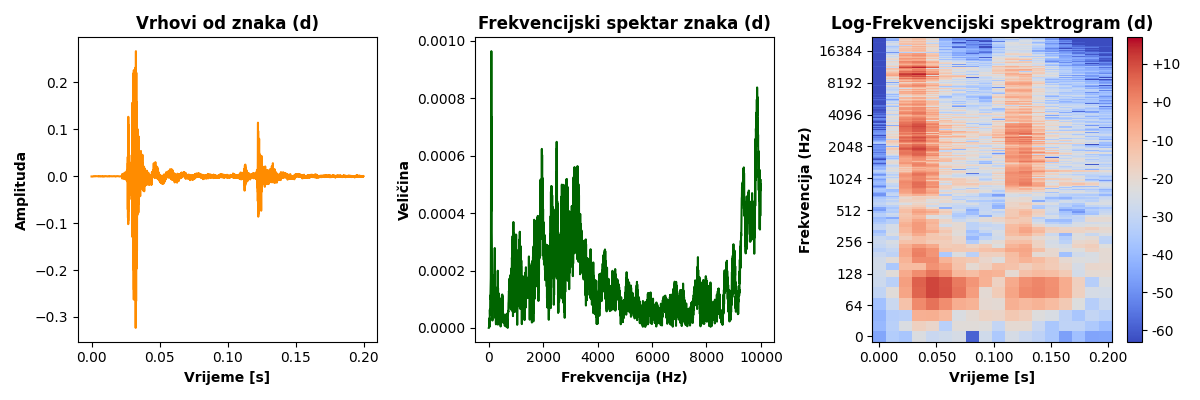 Vrhovi od znaka (d)
Amplituda
0.2
0.1
0.0
−0.1
−0.2
−0.3
0.00 0.05 0.10 0.15 0.20
Vrijeme [s]
Frekvencijski spektar znaka (d)
Veličina
0.0010
0.0008
0.0006
0.0004
0.0002
0.0000
0 2000 4000 6000 8000 10000
Frekvencija (Hz)
Log-Frekvencijski spektrogram (d)
Frekvencija (Hz)
16384
8192
4096
2048
1024
512
256
128
64
0
0.000 0.050 0.100 0.150 0.200
Vrijeme [s]
+10
+0
-10
-20
-30
-40
-50
-60